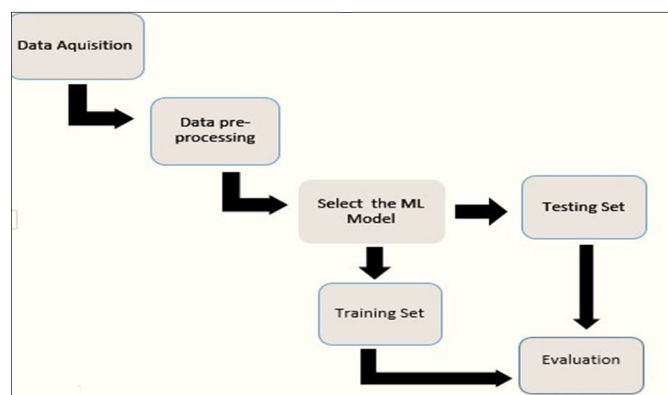 Data Aquisition
Data pre-
processing
Select the ML
Model
Testing Set
Training Set
Evaluation